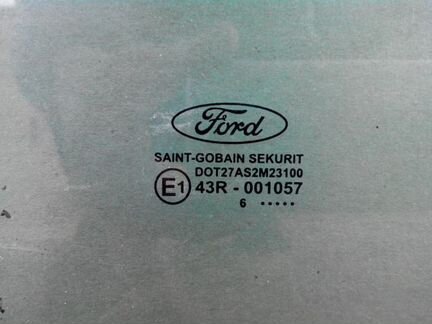 Ford
SAINT-GOBAIN SEKURIT
DOT27AS2M23100
E1 43R - 001057
6 .....